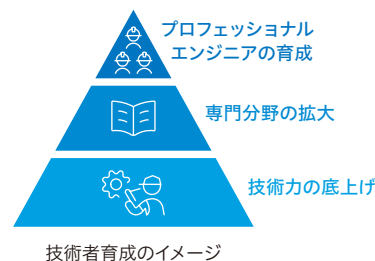 プロフェッショナル
エンジニアの育成
専門分野の拡大
技術力の底上げ
技術者育成のイメージ